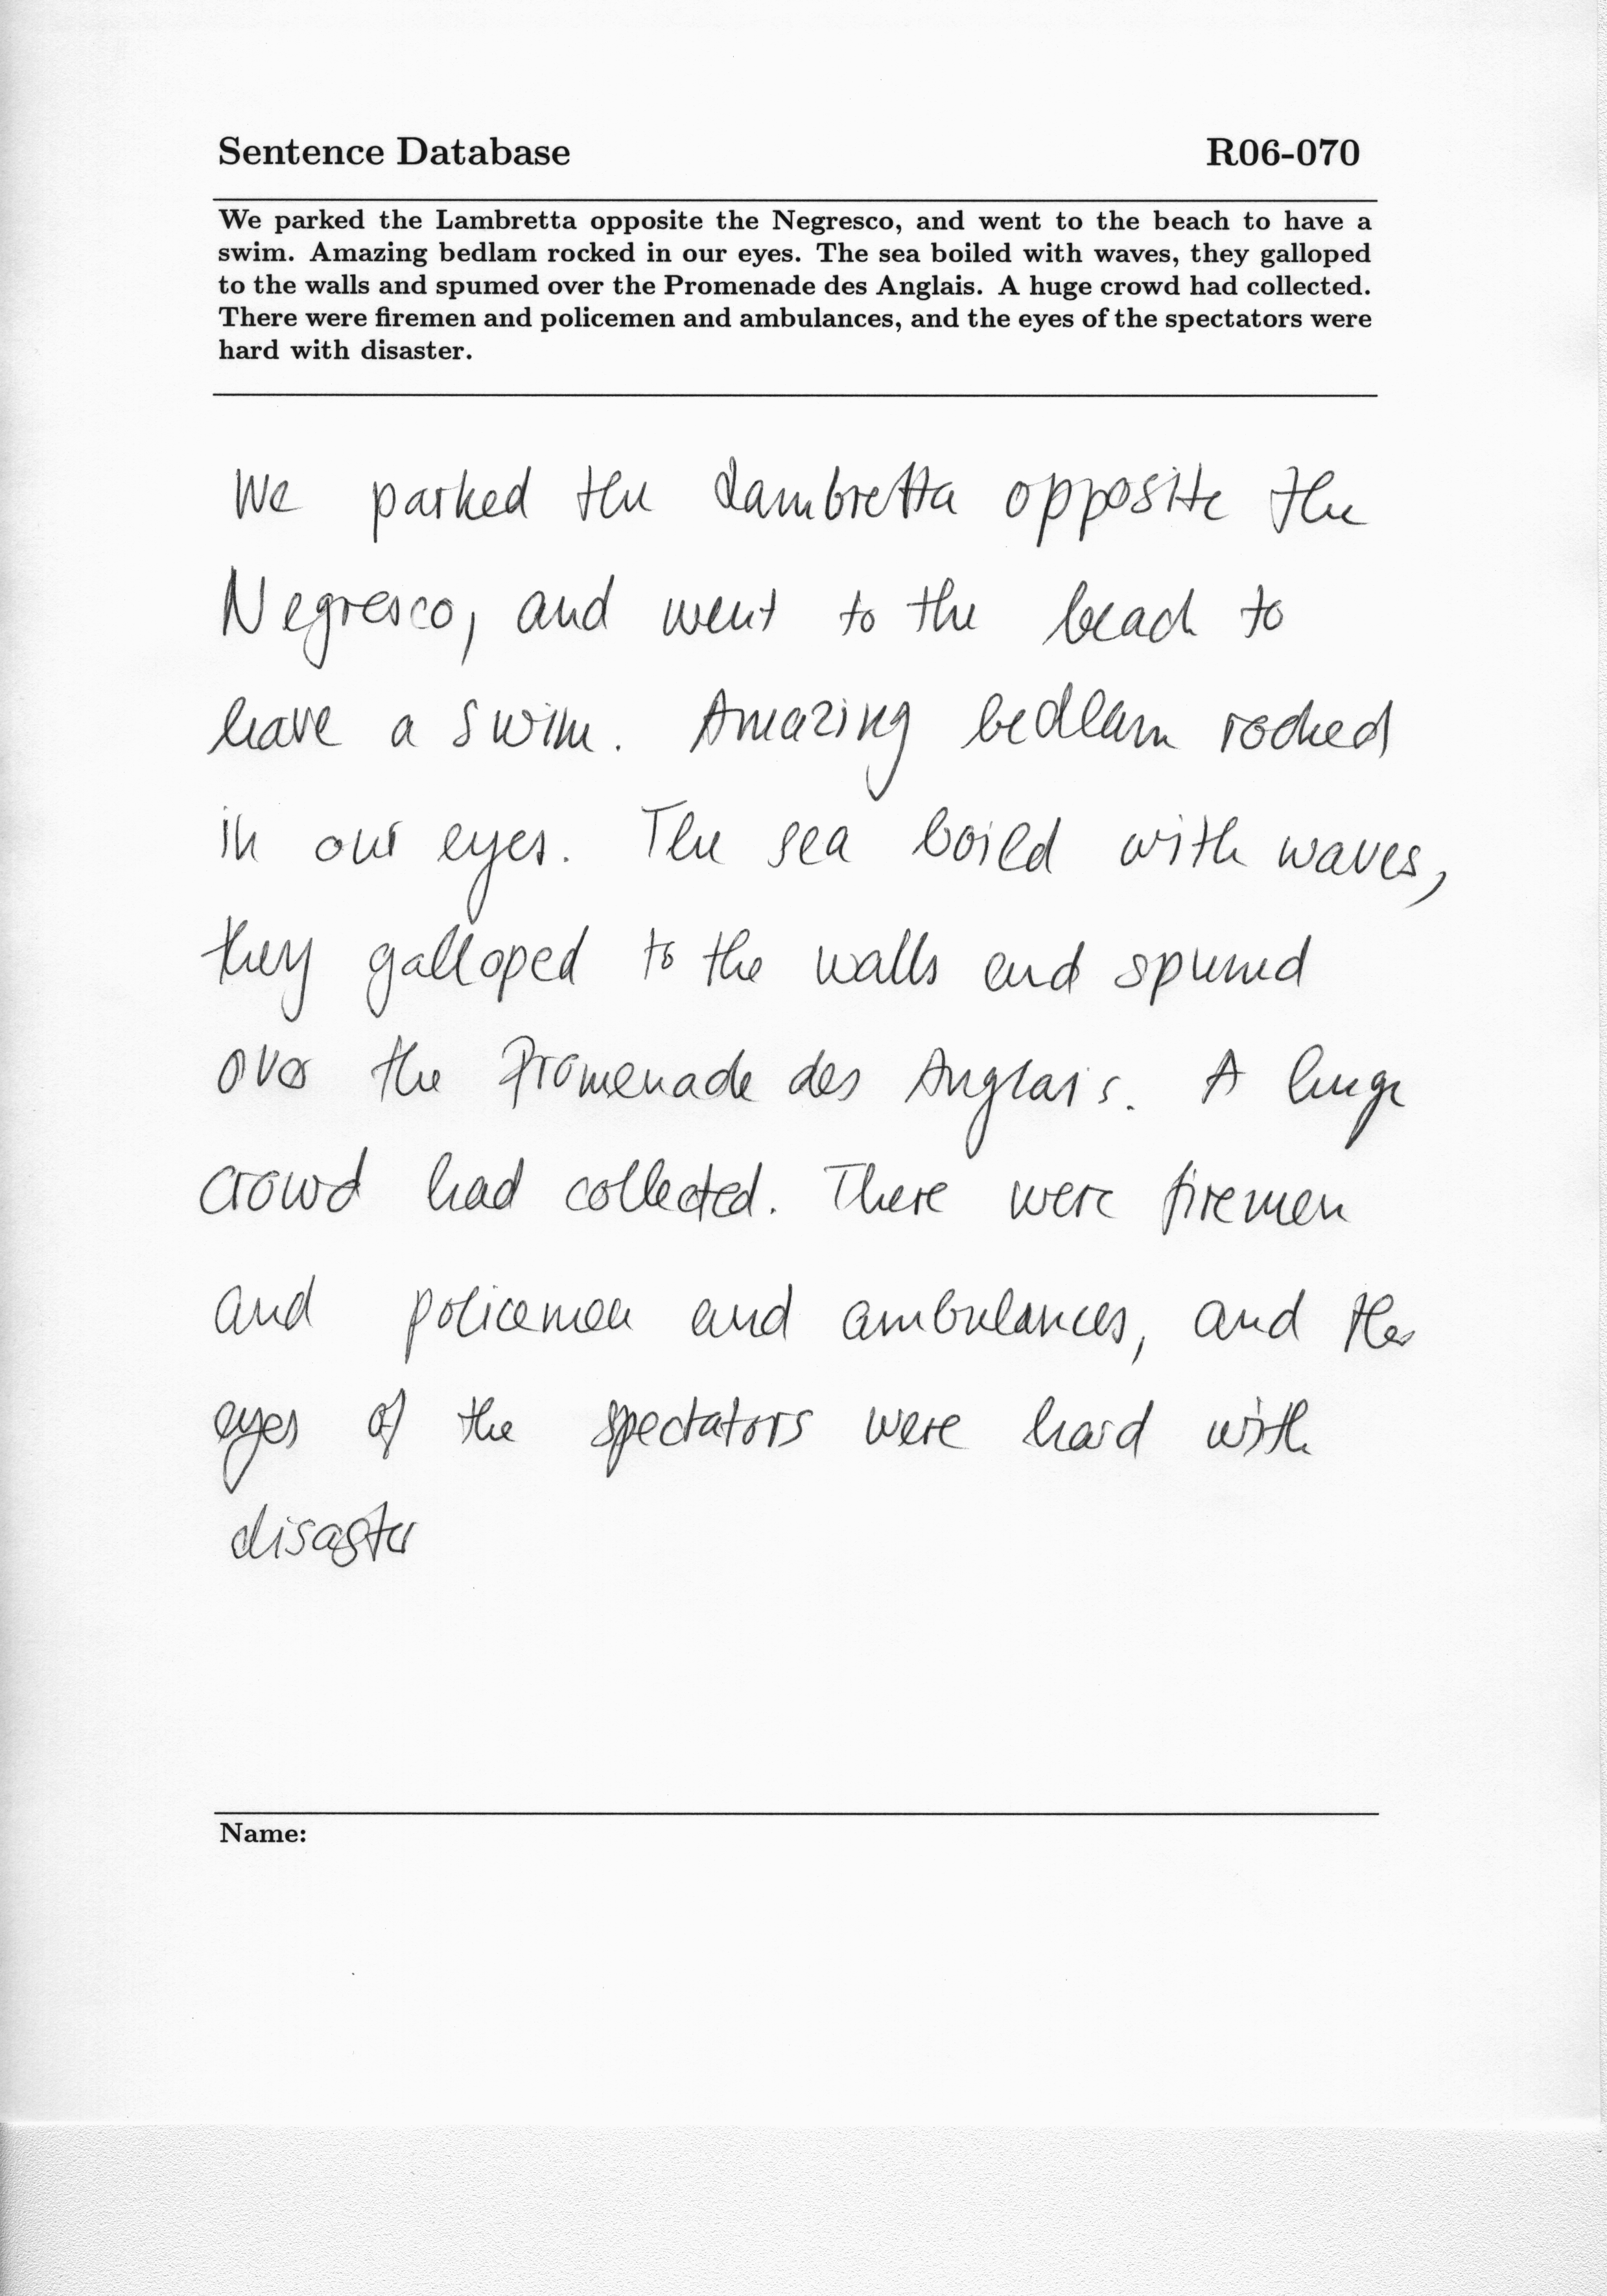 Sentence Database R06-070
We parked the Lambretta opposite the Negresco, and went to the beach to have a
swim. Amazing bedlam rocked in our eyes. The sea boiled with waves, they galloped
to the walls and spumed over the Promenade des Anglais. A huge crowd had collected.
There were firemen and policemen and ambulances, and the eyes of the spectators were
hard with disaster.
We parked the Lambretta opposite the
Negresco, and went to the beach to
have a swim. Amazing bedlam rocked
in our eyes. The sea boiled with waves,
they galloped to the walls and spumed
over the Promenade des Anglais. A huge
crowd had collected. There were firemen
and policemen and ambulances, and the
eyes of the spectators were hard with
disaster
Name: